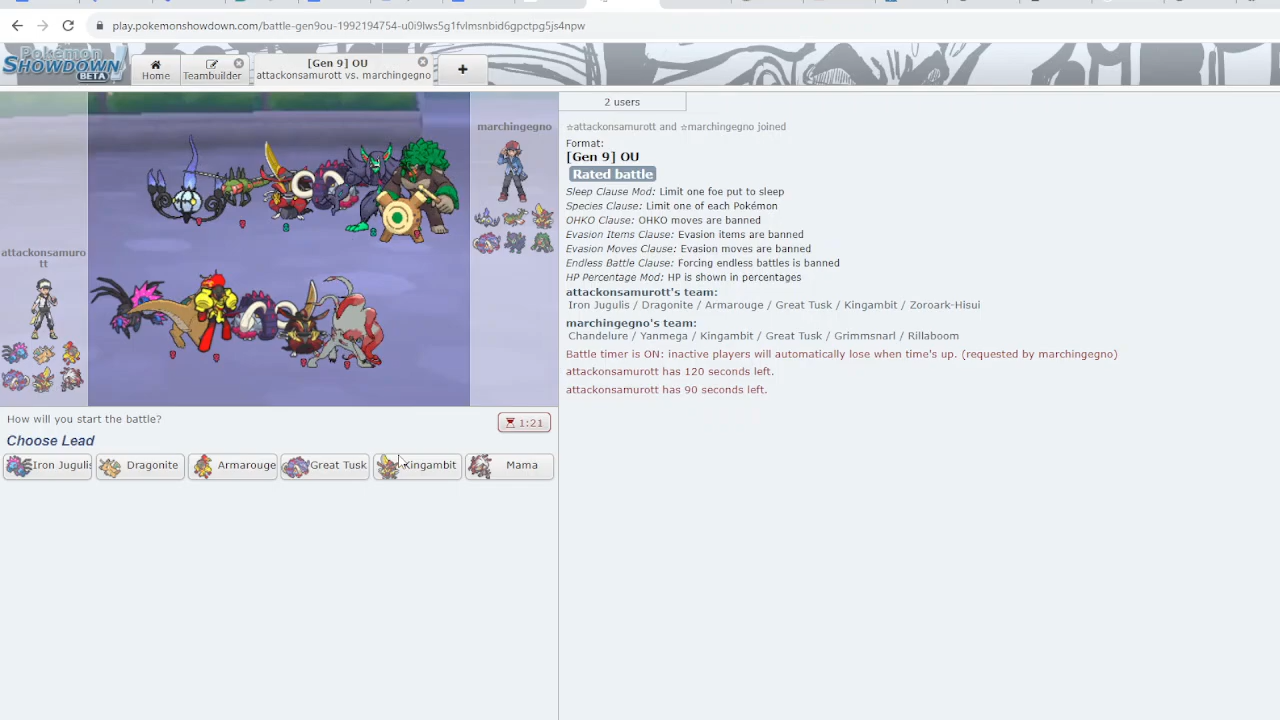 play.pokemonshowdown.com/battle-gen9ou-1992194754-u0i9lws5g1fvlmsnbid6gpctpg5js4npw
Pokémon
SHOWDOWN!
BETA
Home
Teambuilder
[Gen 9] OU
attackonsamurott vs. marchingegno
+
2 users
marchingegno
attackonsamuro
tt
☆attackonsamurott and ☆marchingegno joined
Format:
[Gen 9] OU
Rated battle
Sleep Clause Mod: Limit one foe put to sleep
Species Clause: Limit one of each Pokémon
OHKO Clause: OHKO moves are banned
Evasion Items Clause: Evasion items are banned
Evasion Moves Clause: Evasion moves are banned
Endless Battle Clause: Forcing endless battles is banned
HP Percentage Mod: HP is shown in percentages
attackonsamurott's team:
Iron Jugulis / Dragonite / Armarouge / Great Tusk / Kingambit / Zoroark-Hisui
marchingegno's team:
Chandelure / Yanmega / Kingambit / Great Tusk / Grimmsnarl / Rillaboom
Battle timer is ON: inactive players will automatically lose when time's up. (requested by marchingegno)
attackonsamurott has 120 seconds left.
attackonsamurott has 90 seconds left.
How will you start the battle?
1:21
Choose Lead
Iron Jugulis
Dragonite
Armarouge
Great Tusk
Kingambit
Mama